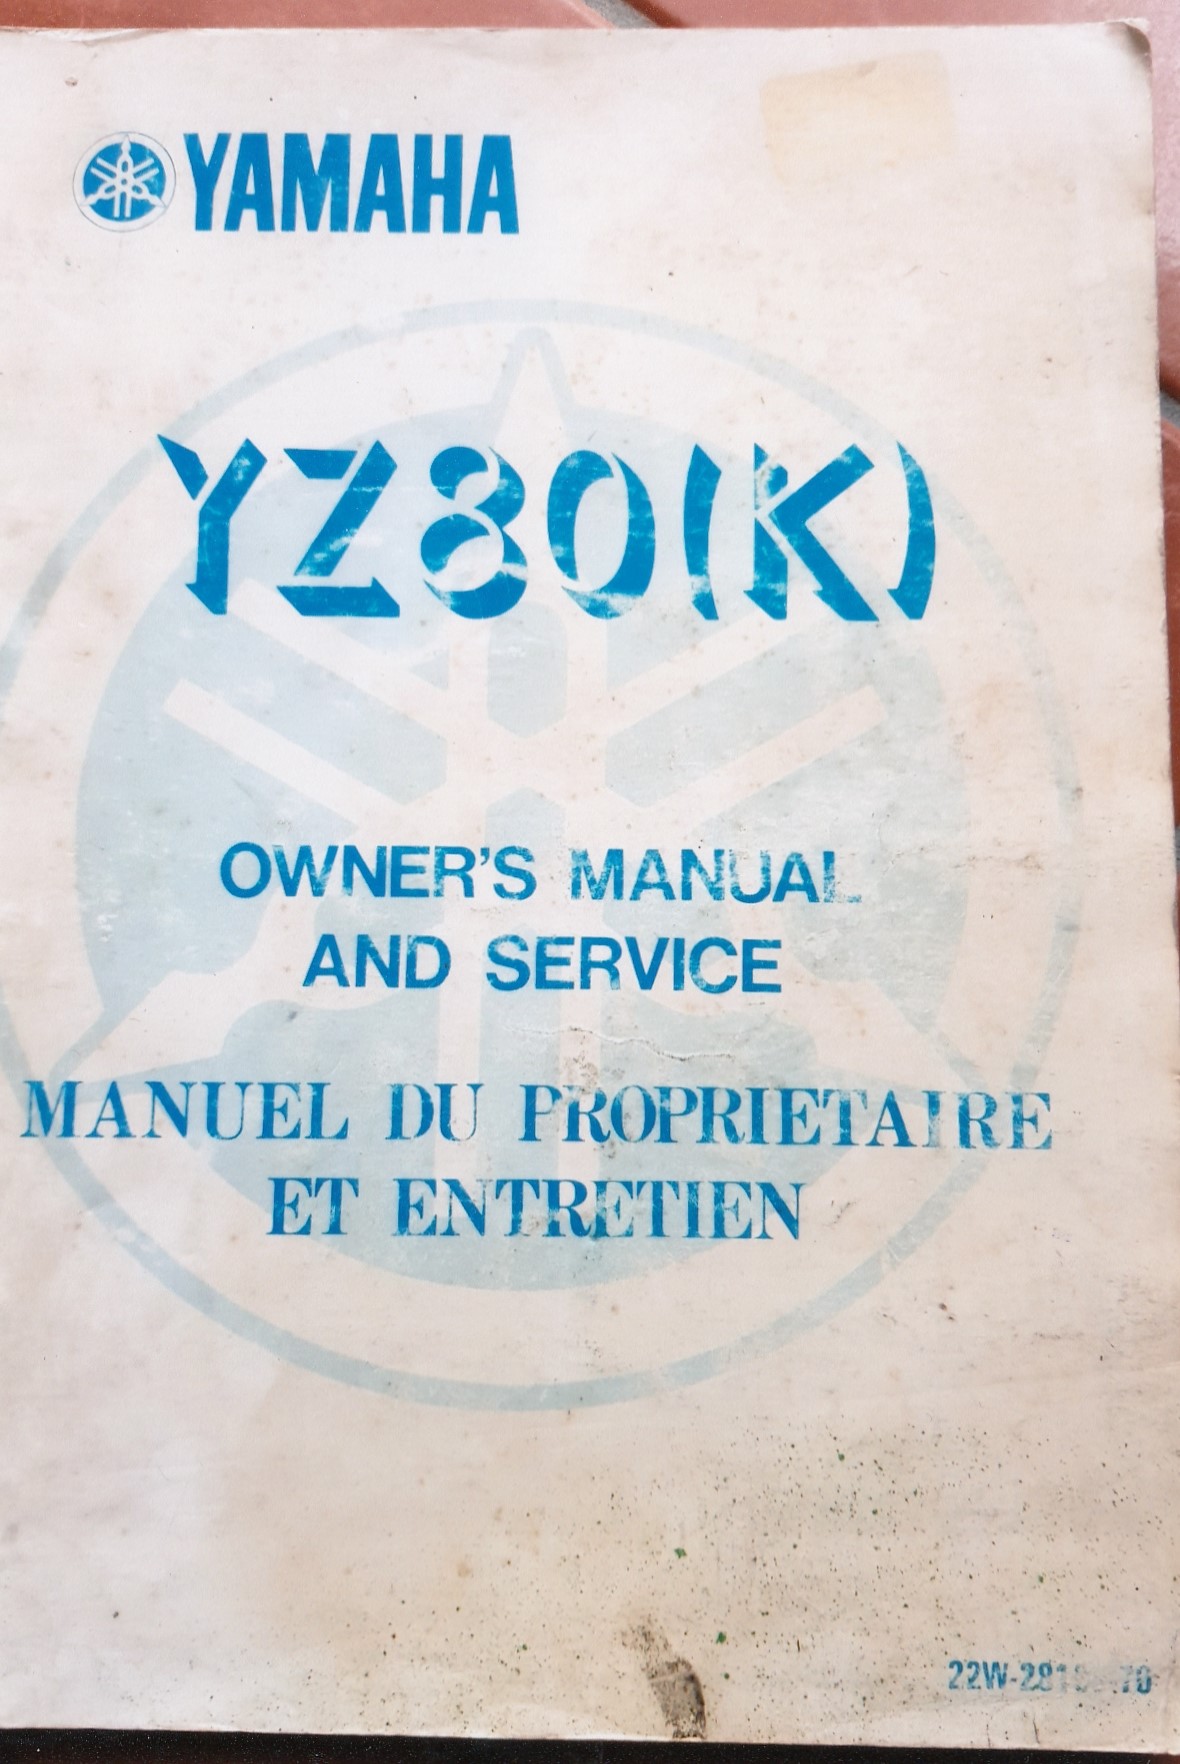 YAMAHA
YZ80(K)
OWNER'S MANUAL
AND SERVICE
MANUEL DU PROPRIETAIRE
ET ENTRETIEN